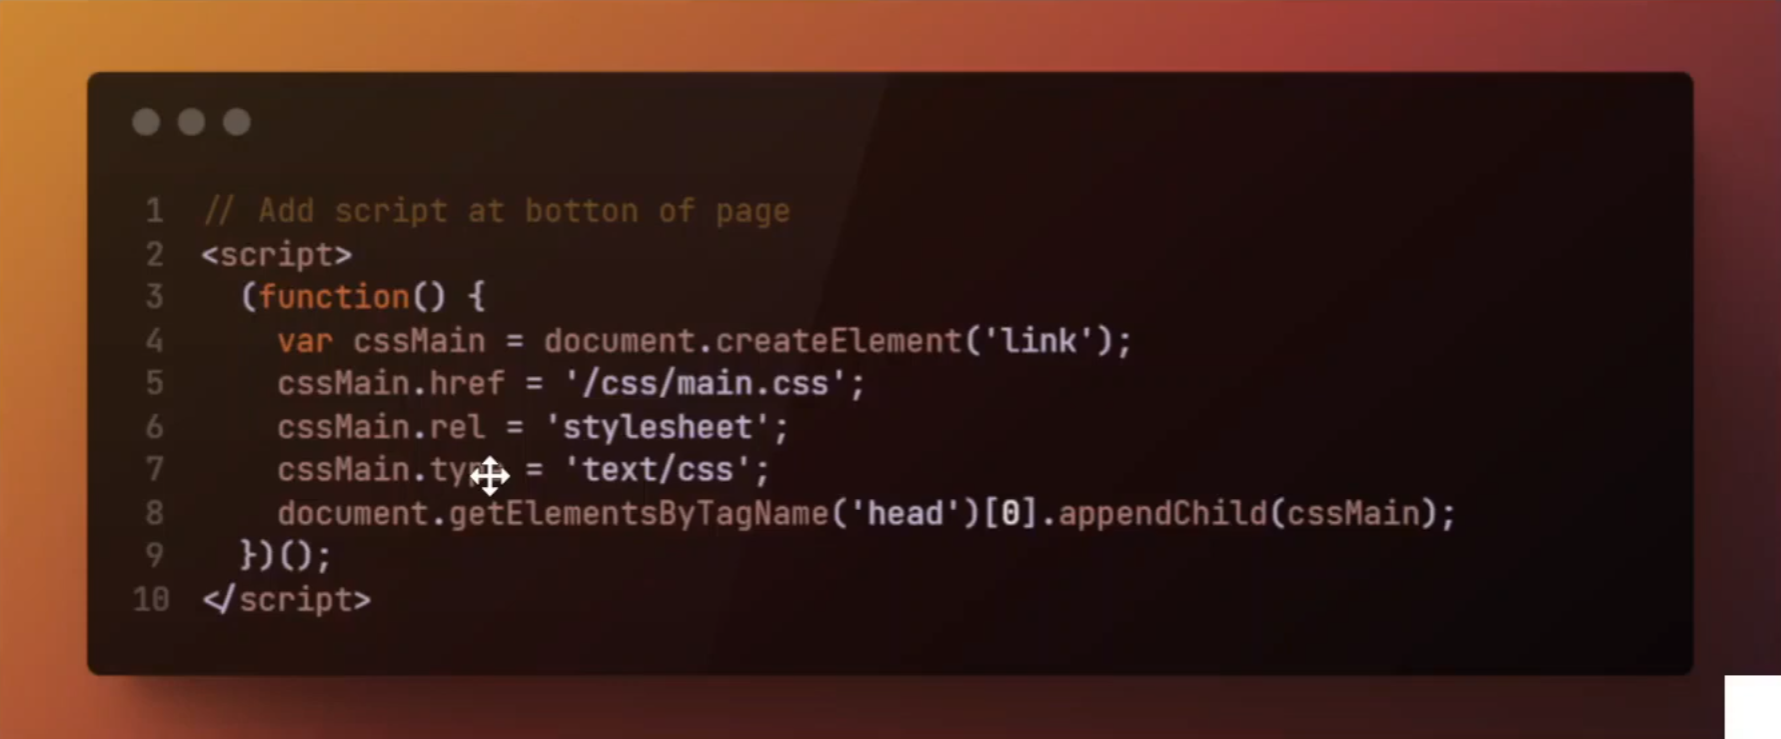 1 // Add script at botton of page
2 <script>
3 (function() {
4 var cssMain = document.createElement('link');
5 cssMain.href = '/css/main.css';
6 cssMain.rel = 'stylesheet';
7 cssMain.type = 'text/css';
8 document.getElementsByTagName('head')[0].appendChild(cssMain);
9 })();
10 </script>